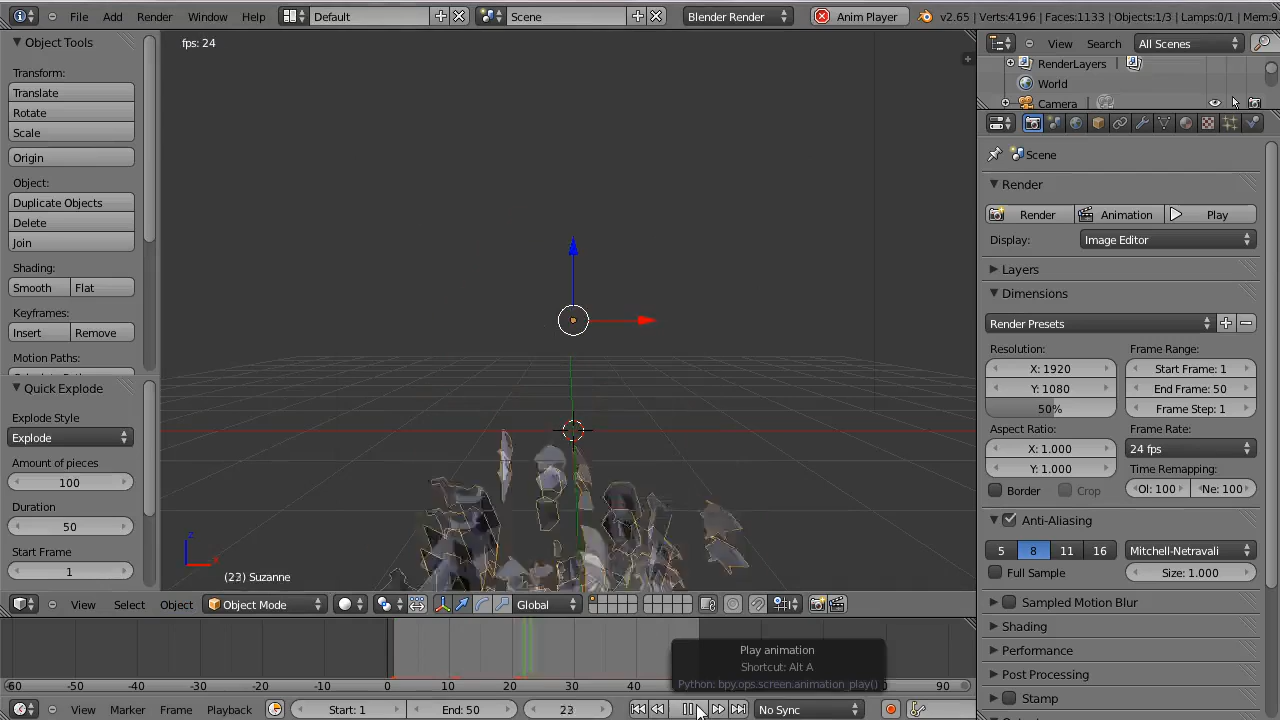 File Add Render Window Help Default Scene Blender Render Anim Player v2.65 | Verts:4196 | Faces:1133 | Objects:1/3 | Lamps:0/1 |
Object Tools
Transform:
Translate
Rotate
Scale
Origin
Object:
Duplicate Objects
Delete
Join
Shading:
Smooth Flat
Keyframes:
Insert Remove
Motion Paths:
Quick Explode
Explode Style
Explode
Amount of pieces
100
Duration
50
Start Frame
1
fps: 24
z
x
(23) Suzanne
View Select Object Object Mode Global
Play animation
Shortcut: Alt A
Python: bpy.ops.screen.animation_play()
-60 -50 -40 -30 -20 -10 0 10 20 30 40 90
View Marker Frame Playback Start: 1 End: 50 23 No Sync
View Search All Scenes
RenderLayers |
World
Camera |
Scene
Render
Render Animation Play
Display: Image Editor
Layers
Dimensions
Render Presets
Resolution: Frame Range:
X: 1920 Start Frame: 1
Y: 1080 End Frame: 50
50% Frame Step: 1
Aspect Ratio: Frame Rate:
X: 1.000 24 fps
Y: 1.000 Time Remapping:
Border Crop Ol: 100 Ne: 100
Anti-Aliasing
5 8 11 16 Mitchell-Netravali
Full Sample Size: 1.000
Sampled Motion Blur
Shading
Performance
Post Processing
Stamp